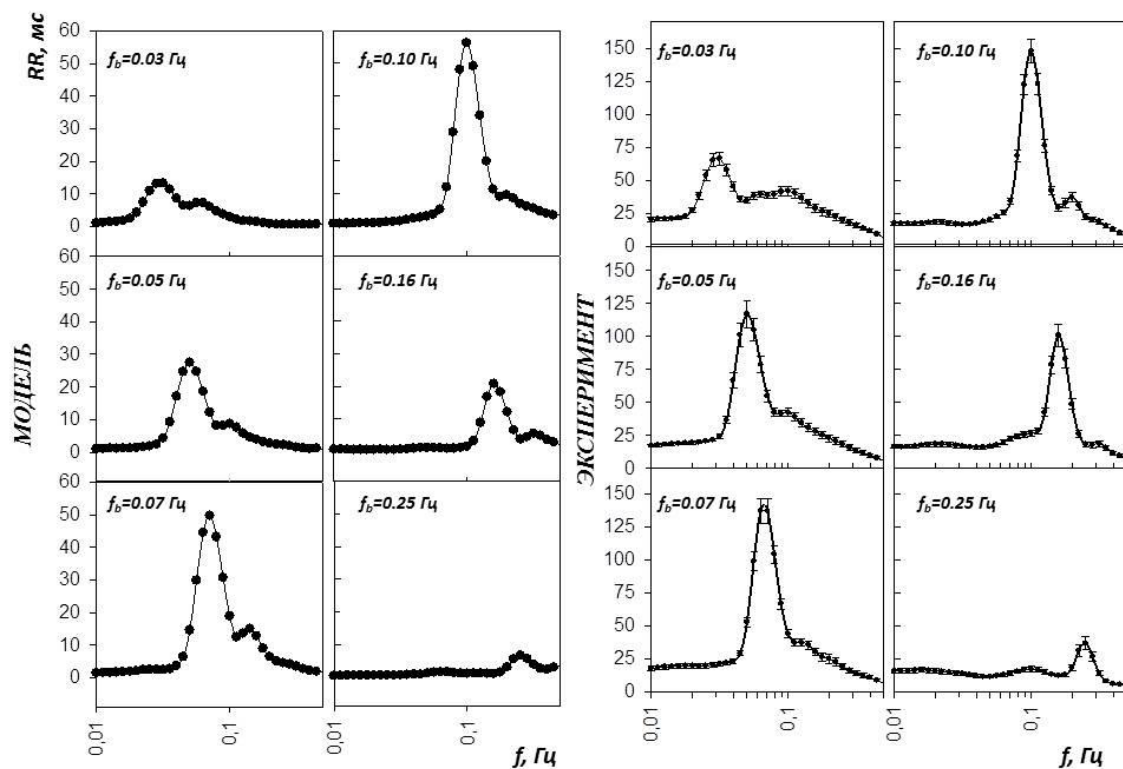 RR, мс
МОДЕЛЬ
60
50
40
30
20
10
0
60
50
40
30
20
10
0
60
50
40
30
20
10
0
f_b=0.03 Гц
f_b=0.10 Гц
f_b=0.05 Гц
f_b=0.16 Гц
f_b=0.07 Гц
f_b=0.25 Гц
0,01
0,1
0,01
0,1
ЭКСПЕРИМЕНТ
150
125
100
75
50
25
0
150
125
100
75
50
25
0
150
125
100
75
50
25
0
f_b=0.03 Гц
f_b=0.10 Гц
f_b=0.05 Гц
f_b=0.16 Гц
f_b=0.07 Гц
f_b=0.25 Гц
0,01
0,1
0,01
0,1
f, Гц
f, Гц